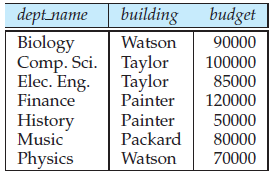 dept_name building budget
Biology Watson 90000
Comp. Sci. Taylor 100000
Elec. Eng. Taylor 85000
Finance Painter 120000
History Painter 50000
Music Packard 80000
Physics Watson 70000